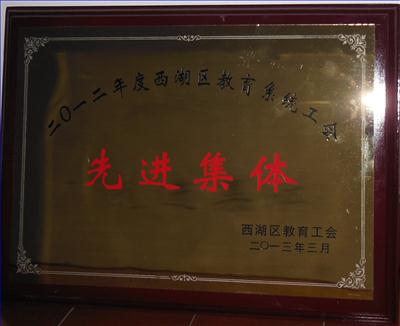 二〇一二年度西湖区教育系统工会
先进集体
西湖区教育工会
二〇一三年三月